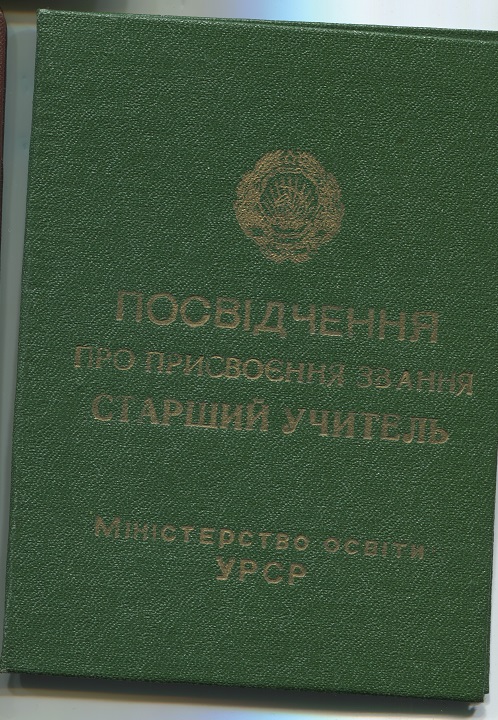 ПОСВІДЧЕННЯ
ПРО ПРИСВОЄННЯ ЗВАННЯ
СТАРШИЙ УЧИТЕЛЬ
МІНІСТЕРСТВО ОСВІТИ
УРСР